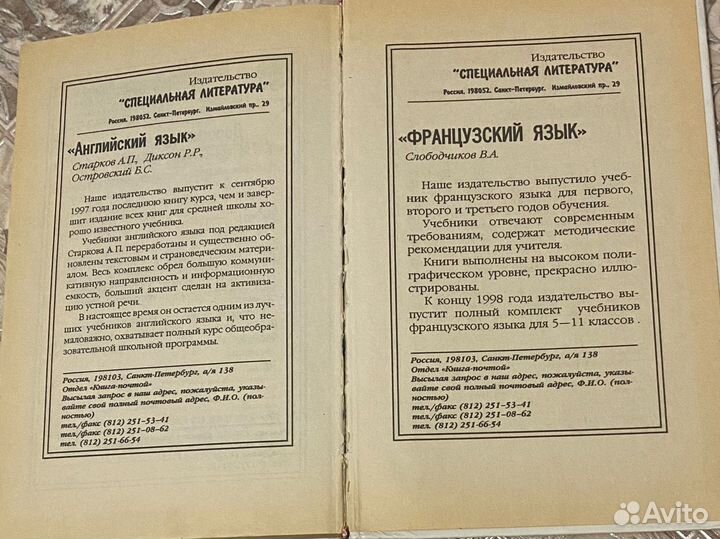 Издательство
"СПЕЦИАЛЬНАЯ ЛИТЕРАТУРА"
Россия, 198052, Санкт-Петербург, Измайловский пр., 29
«Английский язык»
Старков А.П., Диксон Р.Р.,
Островский Б.С.
Наше издательство выпустит к сентябрю
1997 года последнюю книгу курса, чем и завер-
шит издание всех книг для средней школы хо-
рошо известного учебника.
Учебники английского языка под редакцией
Старкова А.П. переработаны и существенно об-
новлены текстовым и страноведческим матери-
алом. Весь комплекс обрел большую коммуни-
кативную направленность и информационную
емкость, больший акцент сделан на активиза-
цию устной речи.
В настоящее время он остается одним из луч-
ших учебников английского языка и, что не-
маловажно, охватывает полный курс общеобра-
зовательной школьной программы.
Россия, 198103, Санкт-Петербург, а/я 138
Отдел «Книга-почтой»
Высылая запрос в наш адрес, пожалуйста, указы-
вайте свой полный почтовый адрес, Ф.И.О. (пол-
ностью)
тел./факс (812) 251-53-41
тел./факс (812) 251-08-62
тел. (812) 251-66-54
Издательство
"СПЕЦИАЛЬНАЯ ЛИТЕРАТУРА"
Россия, 198052, Санкт-Петербург, Измайловский пр., 29
«ФРАНЦУЗСКИЙ ЯЗЫК»
Слободчиков В.А.
Наше издательство выпустило учеб-
ник французского языка для первого,
второго и третьего годов обучения.
Учебники отвечают современным
требованиям, содержат методические
рекомендации для учителя.
Книги выполнены на высоком поли-
графическом уровне, прекрасно иллю-
стрированы.
К концу 1998 года издательство вы-
пустит полный комплект учебников
французского языка для 5—11 классов .
Россия, 198103, Санкт-Петербург, а/я 138
Отдел «Книга-почтой»
Высылая запрос в наш адрес, пожалуйста, указы-
вайте свой полный почтовый адрес, Ф.И.О. (пол-
ностью)
тел./факс (812) 251-53-41
тел./факс (812) 251-08-62
тел. (812) 251-66-54
Avito